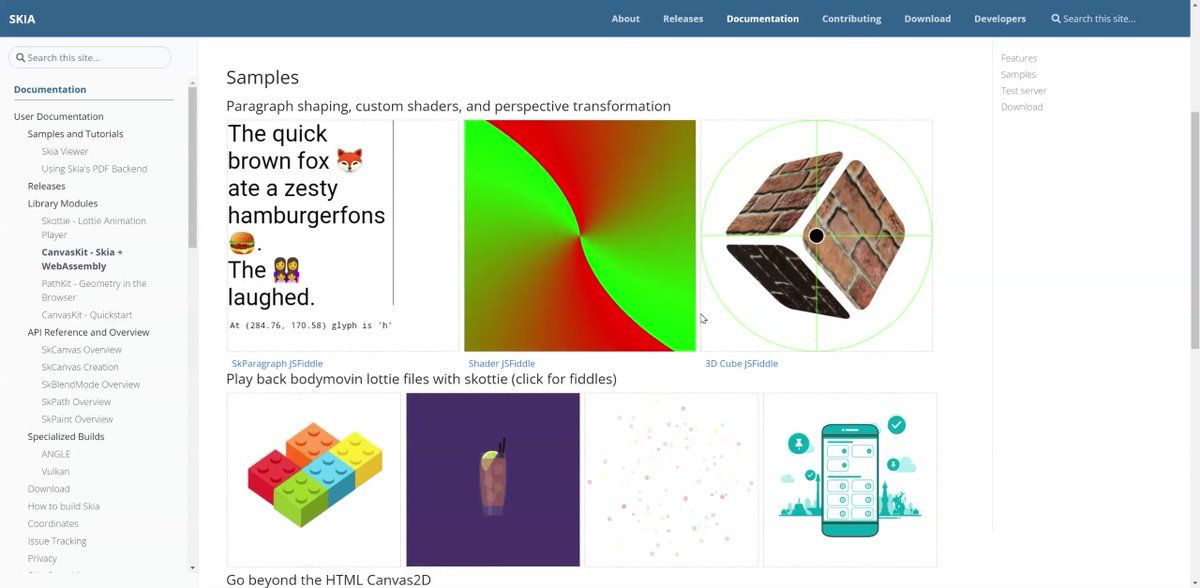 SKIA
About
Releases
Documentation
Contributing
Download
Developers
Search this site...
Search this site...
Documentation
User Documentation
Samples and Tutorials
Skia Viewer
Using Skia's PDF Backend
Releases
Library Modules
Skottie - Lottie Animation
Player
CanvasKit - Skia +
WebAssembly
PathKit - Geometry in the
Browser
CanvasKit - Quickstart
API Reference and Overview
SkCanvas Overview
SkCanvas Creation
SkBlendMode Overview
SkPath Overview
SkPaint Overview
Specialized Builds
ANGLE
Vulkan
Download
How to build Skia
Coordinates
Issue Tracking
Privacy
Samples
Paragraph shaping, custom shaders, and perspective transformation
The quick
brown fox 🦊
ate a zesty
hamburgerfons
🍔.
The 👩‍👩‍👧‍👧
laughed.
At (284.76, 170.58) glyph is 'h'
SkParagraph JSFiddle
Shader JSFiddle
3D Cube JSFiddle
Play back bodymovin lottie files with skottie (click for fiddles)
Go beyond the HTML Canvas2D
Features
Samples
Test server
Download